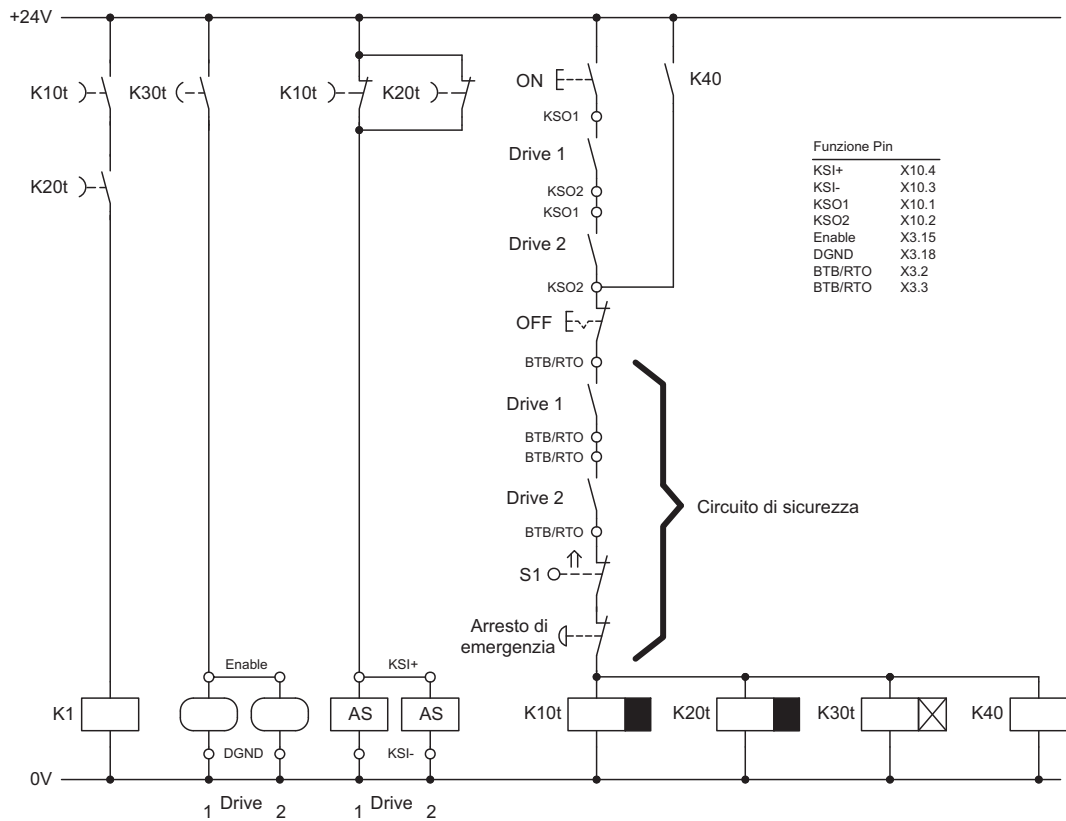 +24V
K10t
K30t
K10t
K20t
ON
K40
KSO1
Drive 1
KSO2
KSO1
K20t
Drive 2
KSO2
OFF
BTB/RTO
Drive 1
BTB/RTO
BTB/RTO
Drive 2
BTB/RTO
S1
Arresto di
emergenzia
Circuito di sicurezza
Funzione Pin
KSI+ X10.4
KSI- X10.3
KSO1 X10.1
KSO2 X10.2
Enable X3.15
DGND X3.18
BTB/RTO X3.2
BTB/RTO X3.3
Enable
KSI+
K1
AS
AS
K10t
K20t
K30t
K40
DGND
KSI-
0V
1 Drive 2
1 Drive 2